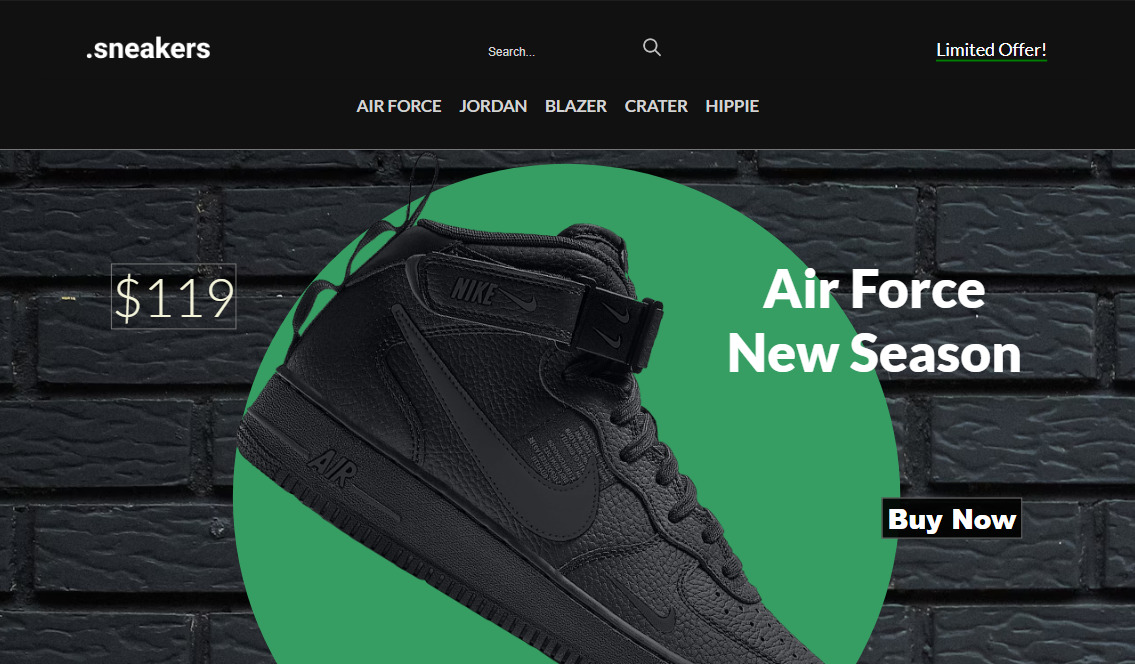 .sneakers
Search...
Limited Offer!
AIR FORCE JORDAN BLAZER CRATER HIPPIE
$119
Air Force
New Season
NIKE
AIR
Buy Now